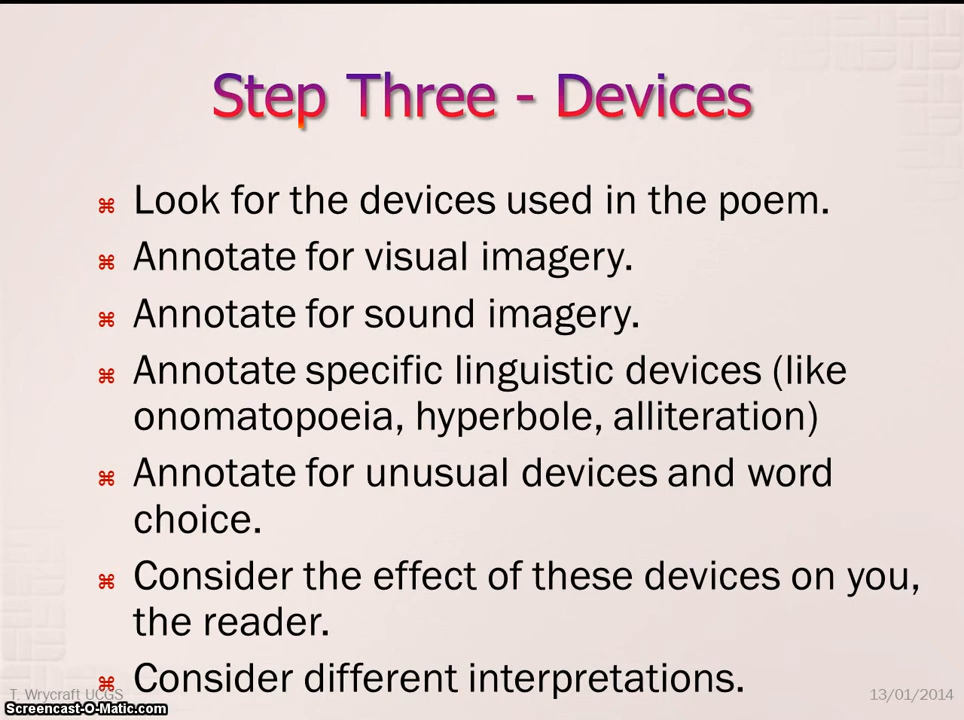 Step Three - Devices
⌘ Look for the devices used in the poem.
⌘ Annotate for visual imagery.
⌘ Annotate for sound imagery.
⌘ Annotate specific linguistic devices (like
onomatopoeia, hyperbole, alliteration)
⌘ Annotate for unusual devices and word
choice.
⌘ Consider the effect of these devices on you,
the reader.
⌘ Consider different interpretations.
T. Wrycraft UCGS
13/01/2014
Screencast-O-Matic.com